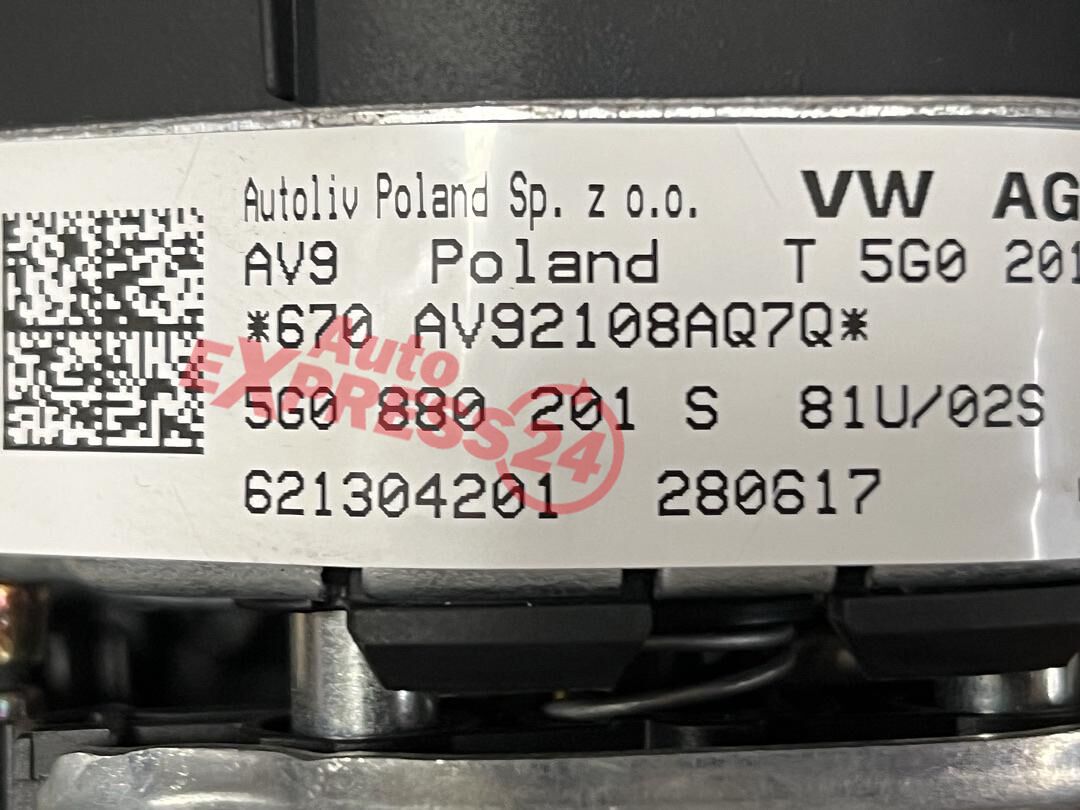 Autoliv Poland Sp. z o.o. VW AG
AV9 Poland T 5G0 201
*670 AV92108AQ7Q*
5G0 880 201 S 81U/02S
621304201 280617
Auto
EXPRESS24